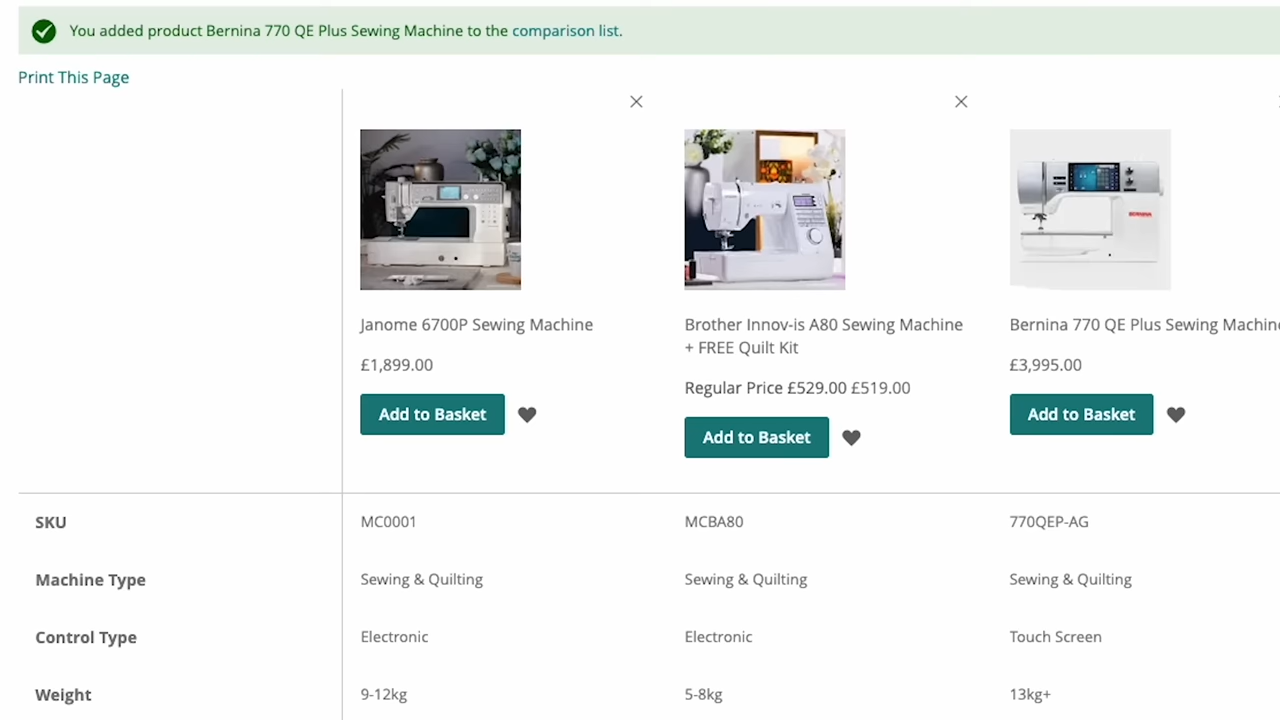 You added product Bernina 770 QE Plus Sewing Machine to the comparison list.
Print This Page
Janome 6700P Sewing Machine
£1,899.00
Add to Basket
Brother Innov-is A80 Sewing Machine
+ FREE Quilt Kit
Regular Price £529.00 £519.00
Add to Basket
BERNINA
Bernina 770 QE Plus Sewing Machine
£3,995.00
Add to Basket
SKU MC0001 MCBA80 770QEP-AG
Machine Type Sewing & Quilting Sewing & Quilting Sewing & Quilting
Control Type Electronic Electronic Touch Screen
Weight 9-12kg 5-8kg 13kg+